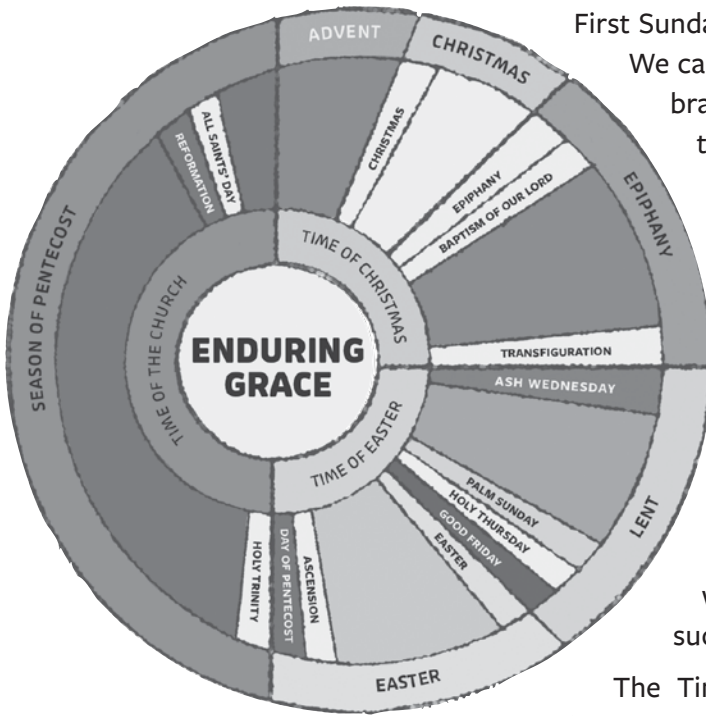 First Sunda
We ca
bra
t
ADVENT
CHRISTMAS
EPIPHANY
LENT
EASTER
SEASON OF PENTECOST
CHRISTMAS
EPIPHANY
BAPTISM OF OUR LORD
TRANSFIGURATION
ASH WEDNESDAY
PALM SUNDAY
HOLY THURSDAY
GOOD FRIDAY
EASTER
ASCENSION
DAY OF PENTECOST
HOLY TRINITY
REFORMATION
ALL SAINTS' DAY
TIME OF CHRISTMAS
TIME OF EASTER
TIME OF THE CHURCH
ENDURING
GRACE
suc
The Tin